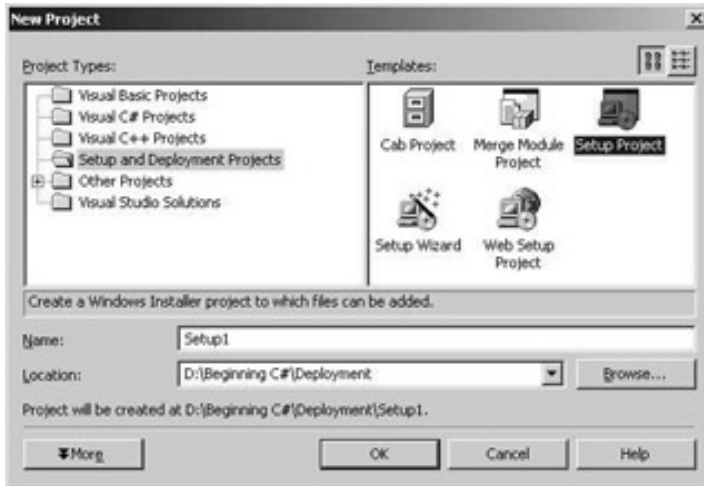 New Project
Project Types:
Templates:
Visual Basic Projects
Visual C# Projects
Visual C++ Projects
Setup and Deployment Projects
Other Projects
Visual Studio Solutions
Cab Project
Merge Module
Project
Setup Project
Setup Wizard
Web Setup
Project
Create a Windows Installer project to which files can be added.
Name:
Setup1
Location:
D:\Beginning C#\Deployment
Browse...
Project will be created at D:\Beginning C#\Deployment\Setup1.
More
OK
Cancel
Help